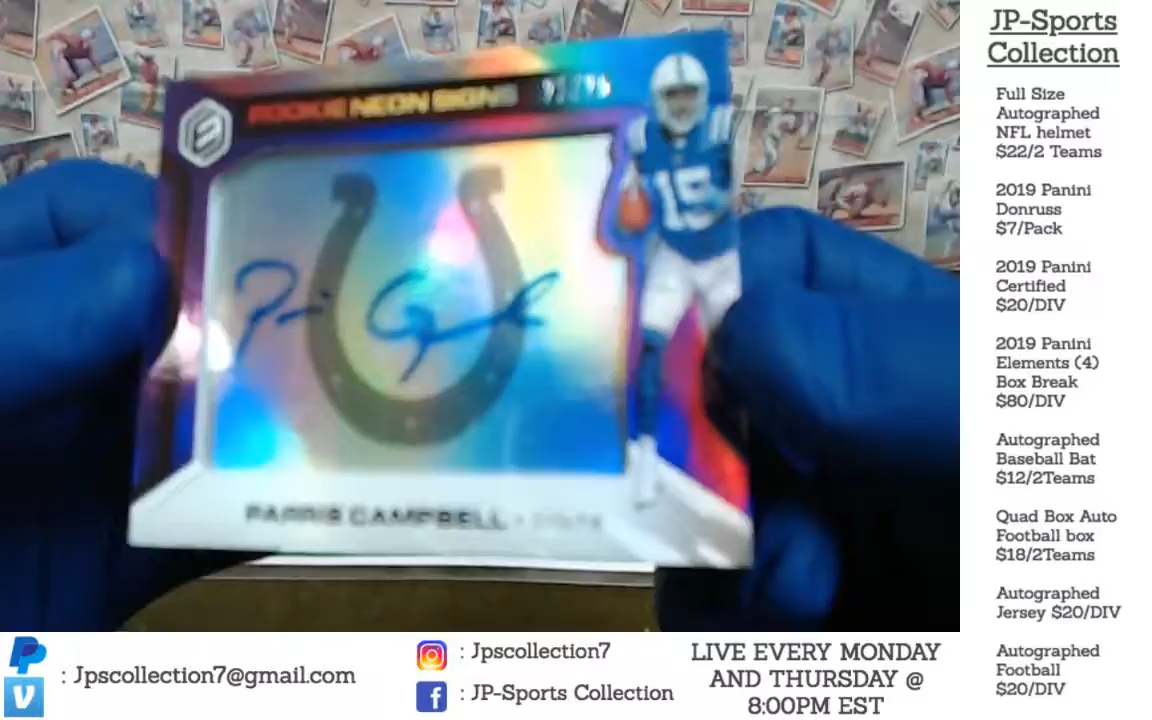 ROOKIE NEON SIGNS
15
PARRIS CAMPBELL
JP-Sports
Collection
Full Size
Autographed
NFL helmet
$22/2 Teams
2019 Panini
Donruss
$7/Pack
2019 Panini
Certified
$20/DIV
2019 Panini
Elements (4)
Box Break
$80/DIV
Autographed
Baseball Bat
$12/2Teams
Quad Box Auto
Football box
$18/2Teams
Autographed
Jersey $20/DIV
Autographed
Football
$20/DIV
: Jpscollection7@gmail.com
: Jpscollection7
: JP-Sports Collection
LIVE EVERY MONDAY
AND THURSDAY @
8:00PM EST